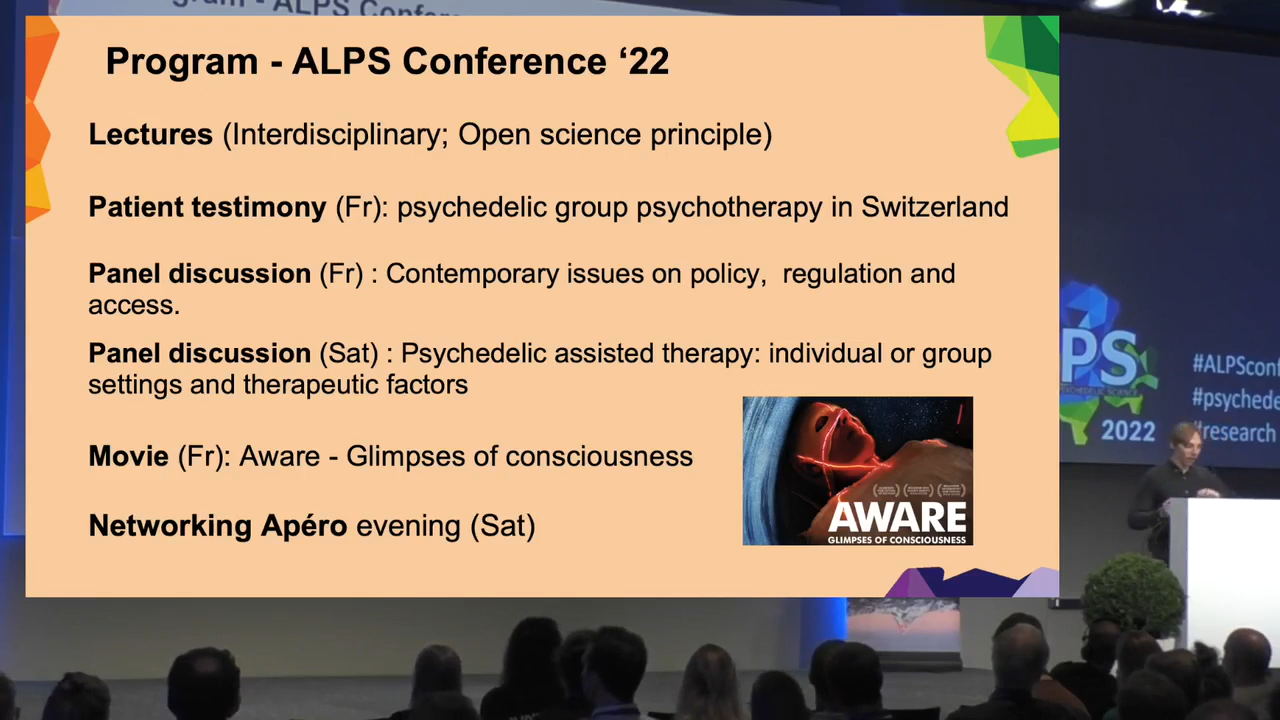 Program - ALPS Conference ‘22
Lectures (Interdisciplinary; Open science principle)
Patient testimony (Fr): psychedelic group psychotherapy in Switzerland
Panel discussion (Fr) : Contemporary issues on policy, regulation and
access.
Panel discussion (Sat) : Psychedelic assisted therapy: individual or group
settings and therapeutic factors
Movie (Fr): Aware - Glimpses of consciousness
Networking Apéro evening (Sat)
AWARE
GLIMPSES OF CONSCIOUSNESS
PS
2022
#ALPSconf
#psychede
#research